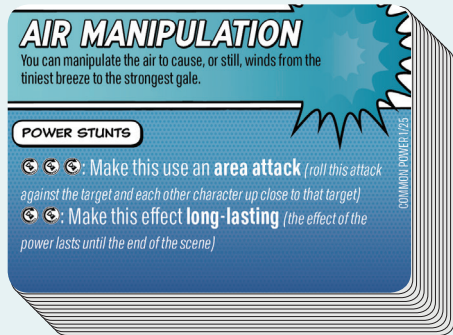 AIR MANIPULATION
You can manipulate the air to cause, or still, winds from the
tiniest breeze to the strongest gale.
POWER STUNTS
: Make this use an area attack (roll this attack
against the target and each other character up close to that target)
: Make this effect long-lasting (the effect of the
power lasts until the end of the scene)
COMMON POWER 1/25